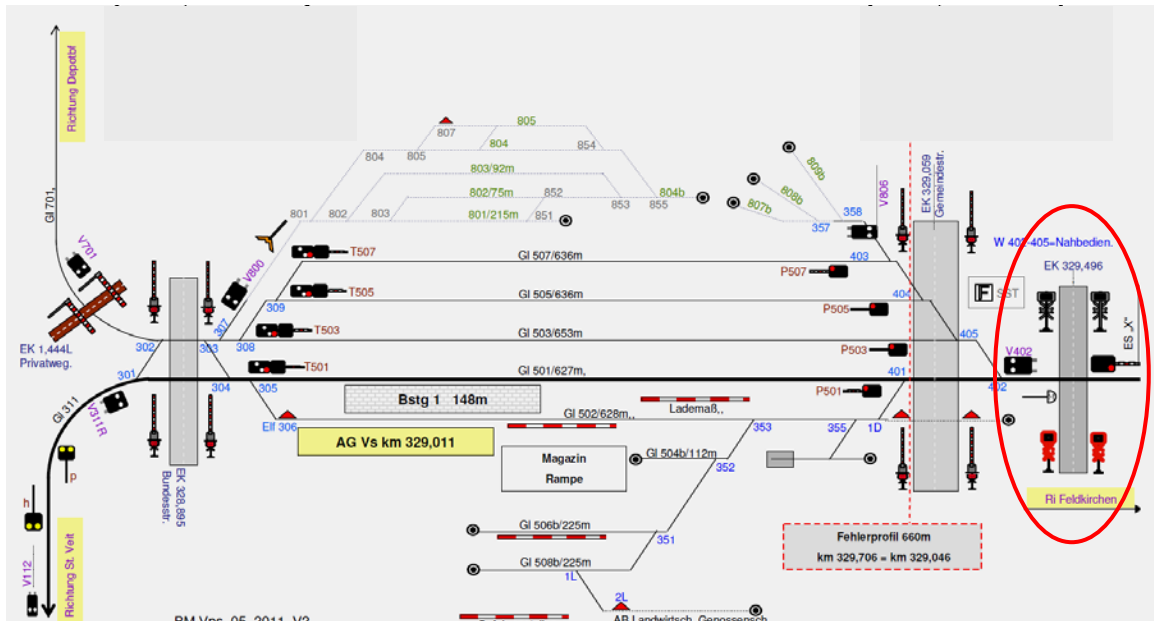 Richtung Depotbf
Gl 701,
V701
V800
EK 1,444L
Privatweg.
301
302
303
304
305
307
308
309
Gl 311
V311R
h
p
V112
Richtung St. Veit
EK 328,895
Bundesstr.
801
802
803
804
805
807
805
804
854
803/92m
802/75m
852
853
855
804b
801/215m
851
809b
808b
807b
358
357
V806
EK 329,059
Gemeindestr.
T507
Gl 507/636m
403
P507
T505
Gl 505/636m
404
P505
T503
Gl 503/653m
405
P503
T501
Gl 501/627m,
401
402
P501
F SST
W 402-405=Nahbedien.
EK 329,496
V402
ES „X“
Ri Feldkirchen
Bstg 1 148m
Elf 306
Gl 502/628m,,
Lademaß,,
353
355
1D
AG Vs km 329,011
Magazin
Rampe
Gl 504b/112m
352
Gl 506b/225m
351
Gl 508b/225m
1L
2L
Fehlerprofil 660m
km 329,706 = km 329,046